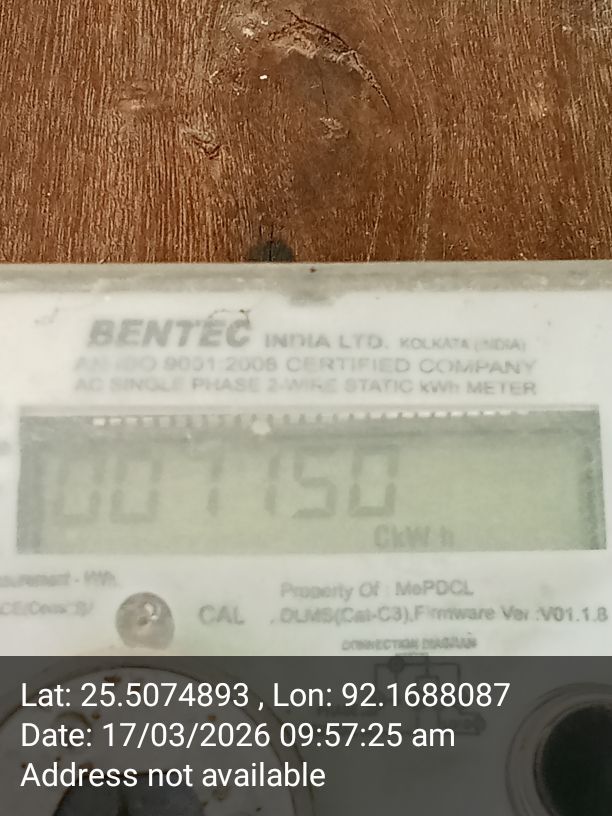 BENTEC INDIA LTD. KOLKATA (INDIA)
AN ISO 9001:2008 CERTIFIED COMPANY
AC SINGLE PHASE 2-WIRE STATIC kWh METER
007150
CkWh
Property Of : MePDCL
CAL
DLMS(Cat-C3),Firmware Ver :V01.1.8
CONNECTION DIAGRAM
Lat: 25.5074893 , Lon: 92.1688087
Date: 17/03/2026 09:57:25 am
Address not available